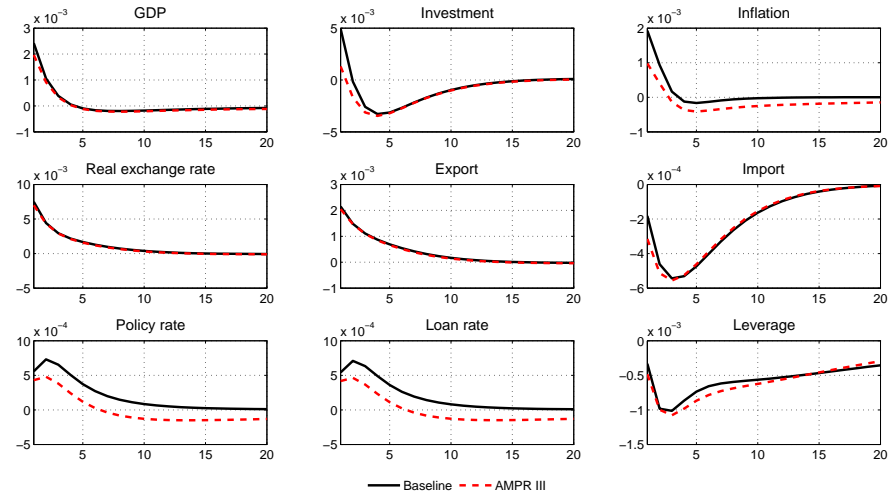 GDP Investment Inflation
x 10⁻³ x 10⁻³ x 10⁻³
3 5 2
2 1
1 0
0 0
−1 −5 −1
5 10 15 20 5 10 15 20 5 10 15 20
Real exchange rate Export Import
x 10⁻³ x 10⁻³ x 10⁻⁴
10 3 0
5 2 −2
1
0 0 −4
−5 −1 −6
5 10 15 20 5 10 15 20 5 10 15 20
Policy rate Loan rate Leverage
x 10⁻⁴ x 10⁻⁴ x 10⁻³
10 10 0
5 5 −0.5
0 0 −1
−5 −5 −1.5
5 10 15 20 5 10 15 20 5 10 15 20
Baseline AMPR III